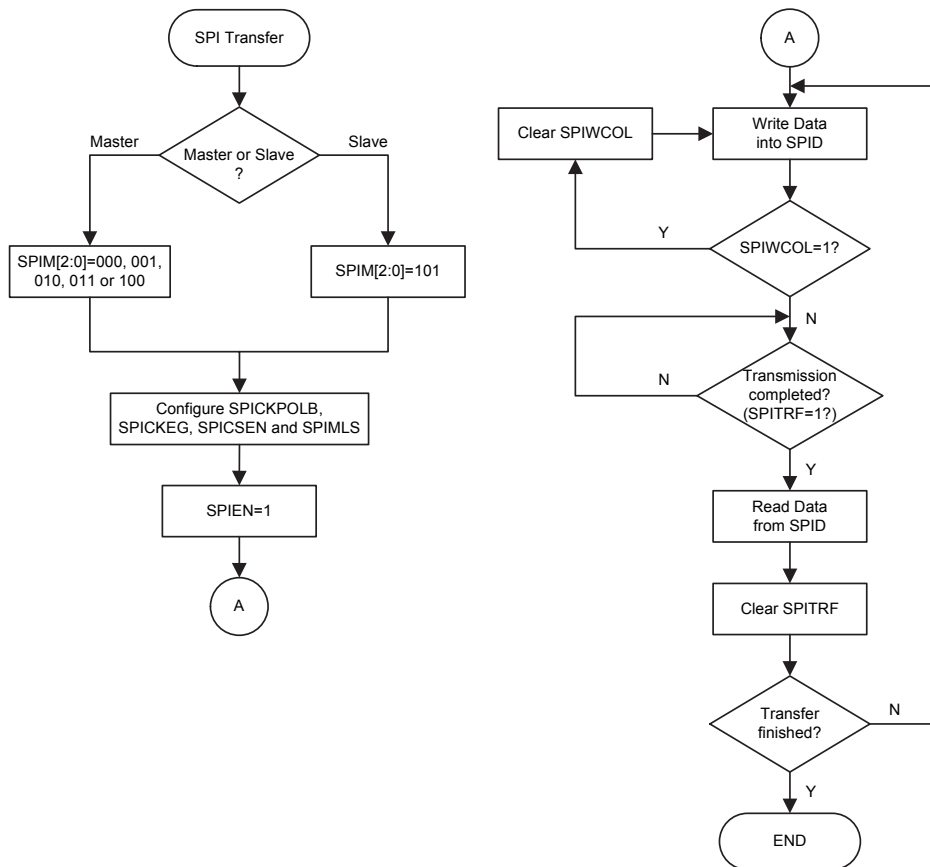 SPI Transfer
Master
Slave
Master or Slave
?
SPIM[2:0]=000, 001,
010, 011 or 100
SPIM[2:0]=101
Configure SPICKPOLB,
SPICKEG, SPICSEN and SPIMLS
SPIEN=1
A
A
Clear SPIWCOL
Write Data
into SPID
Y
SPIWCOL=1?
N
N
Transmission
completed?
(SPITRF=1?)
Y
Read Data
from SPID
Clear SPITRF
Transfer
finished?
N
Y
END